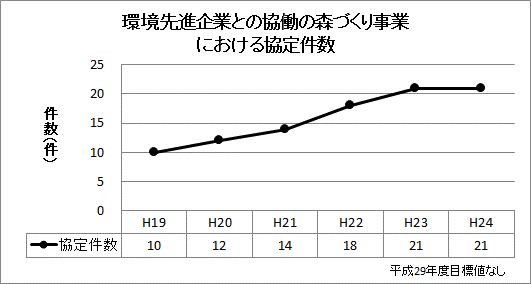 環境先進企業との協働の森づくり事業
における協定件数
件数(件)
25
20
15
10
5
0
H19 H20 H21 H22 H23 H24
協定件数 10 12 14 18 21 21
平成29年度目標値なし